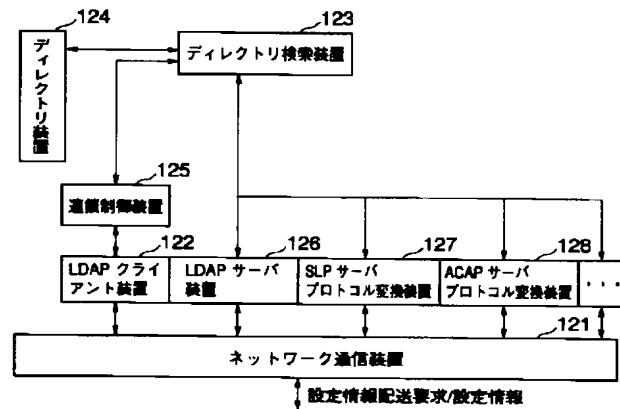 124
ディレクトリ装置
123
ディレクトリ検索装置
125
連鎖制御装置
122
LDAP クライ
アント装置
126
LDAP サーバ
装置
127
SLP サーバ
プロトコル変換装置
128
ACAP サーバ
プロトコル変換装置
・・・
121
ネットワーク通信装置
設定情報配送要求/設定情報